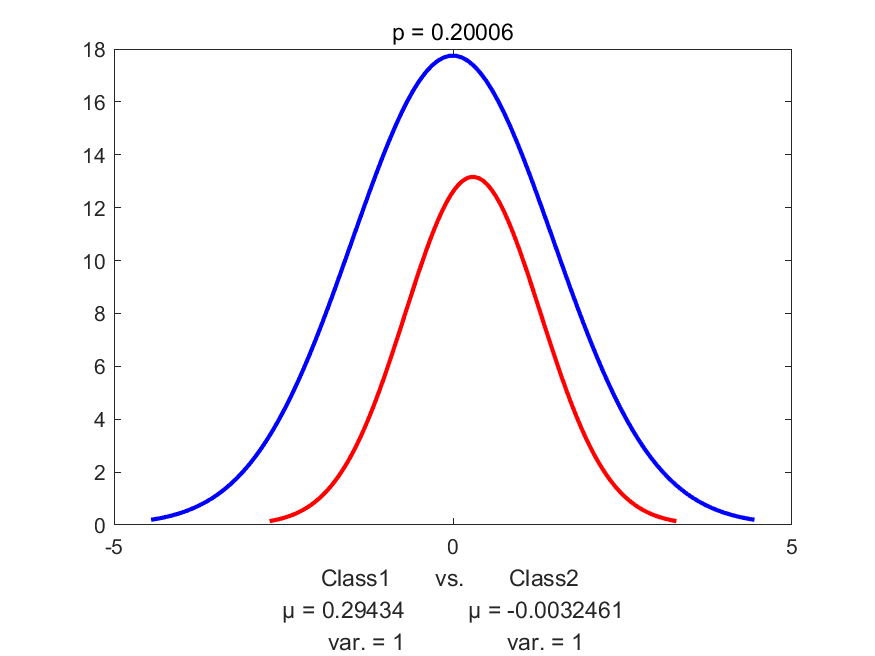 p = 0.20006
18
16
14
12
10
8
6
4
2
0
-5 0 5
Class1 vs. Class2
μ = 0.29434 μ = -0.0032461
var. = 1 var. = 1